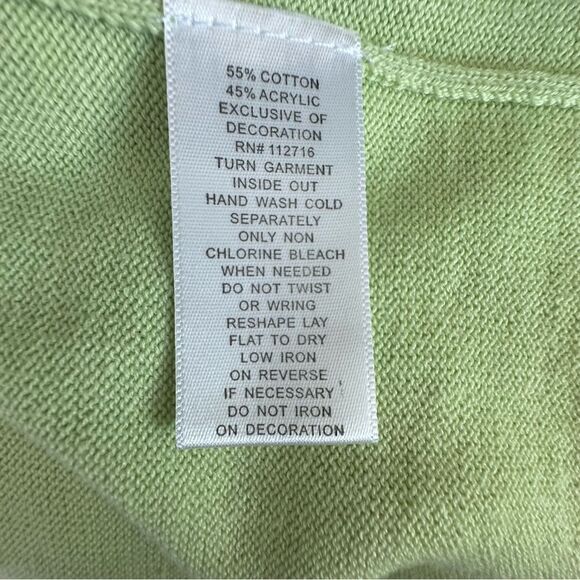 55% COTTON
45% ACRYLIC
EXCLUSIVE OF
DECORATION
RN# 112716
TURN GARMENT
INSIDE OUT
HAND WASH COLD
SEPARATELY
ONLY NON
CHLORINE BLEACH
WHEN NEEDED
DO NOT TWIST
OR WRING
RESHAPE LAY
FLAT TO DRY
LOW IRON
ON REVERSE
IF NECESSARY
DO NOT IRON
ON DECORATION